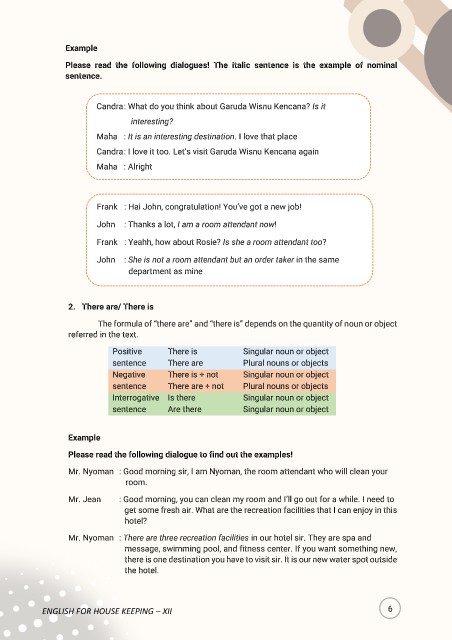 Example
Please read the following dialogues! The italic sentence is the example of nominal
sentence.
Candra: What do you think about Garuda Wisnu Kencana? Is it
interesting?
Maha : It is an interesting destination. I love that place
Candra: I love it too. Let's visit Garuda Wisnu Kencana again
Maha : Alright
Frank : Hai John, congratulation! You've got a new job!
John : Thanks a lot, I am a room attendant now!
Frank : Yeahh, how about Rosie? Is she a room attendant too?
John : She is not a room attendant but an order taker in the same
department as mine
2. There are/ There is
The formula of "there are" and "there is" depends on the quantity of noun or object
referred in the text.
Positive There is Singular noun or object
sentence There are Plural nouns or objects
Negative There is + not Singular noun or object
sentence There are + not Plural nouns or objects
Interrogative Is there Singular noun or object
sentence Are there Singular noun or object
Example
Please read the following dialogue to find out the examples!
Mr. Nyoman : Good morning sir, I am Nyoman, the room attendant who will clean your
room.
Mr. Jean : Good morning, you can clean my room and I'll go out for a while. I need to
get some fresh air. What are the recreation facilities that I can enjoy in this
hotel?
Mr. Nyoman : There are three recreation facilities in our hotel sir. They are spa and
message, swimming pool, and fitness center. If you want something new,
there is one destination you have to visit sir. It is our new water spot outside
the hotel.
ENGLISH FOR HOUSE KEEPING – XII
6